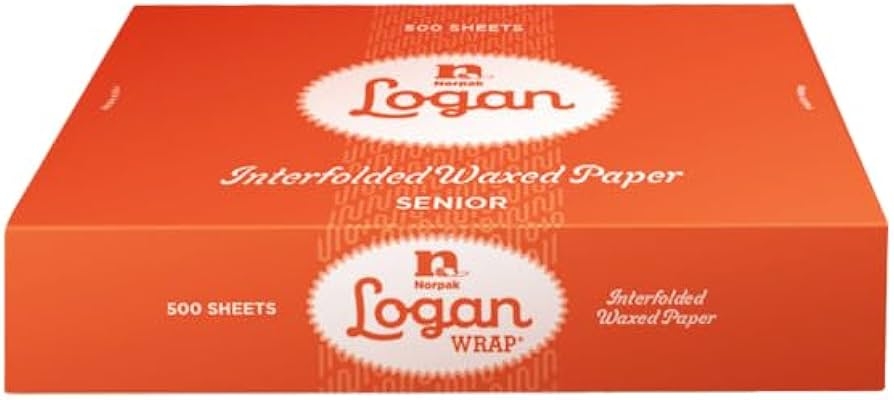 500 SHEETS
n
Norpak
Logan
Interfolded Waxed Paper
SENIOR
n
Norpak
Logan
WRAP®
500 SHEETS
Interfolded
Waxed Paper